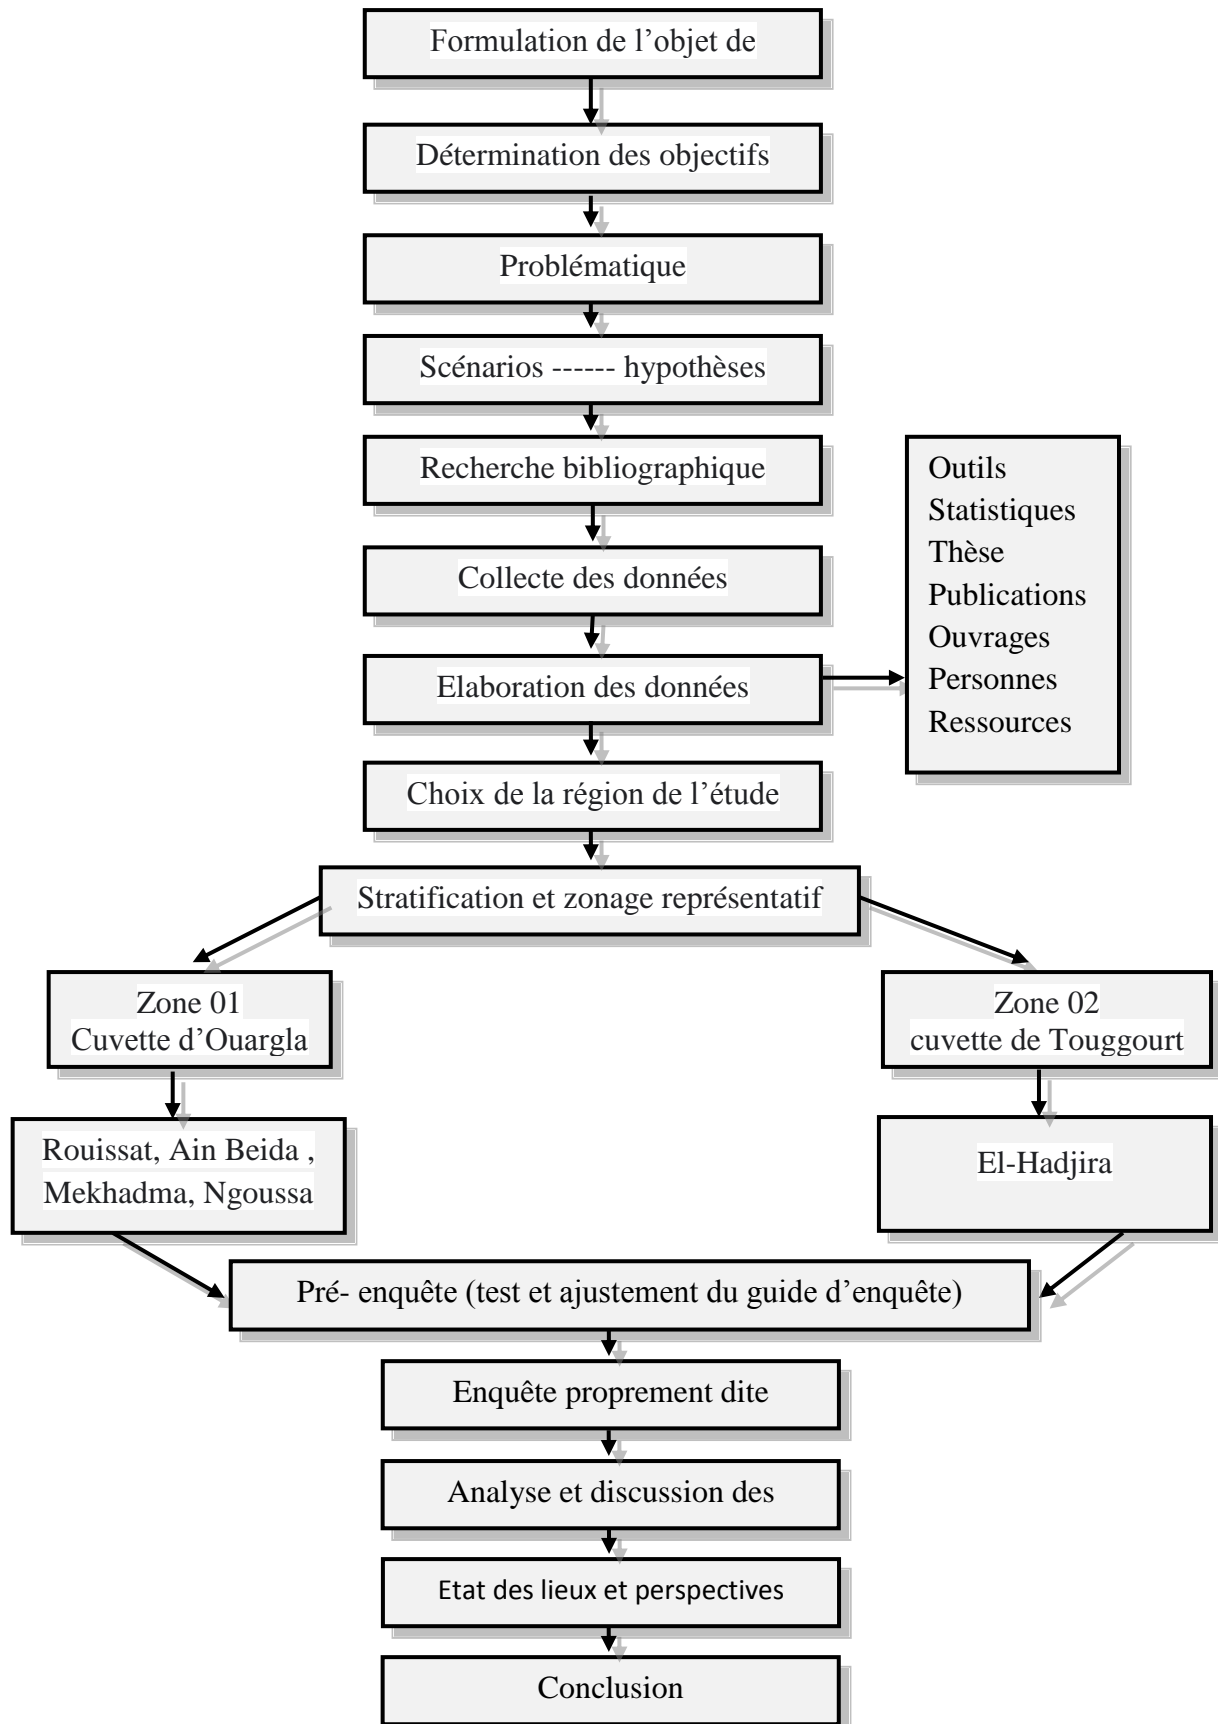 Formulation de l’objet de
Détermination des objectifs
Problématique
Scénarios ------ hypothèses
Recherche bibliographique
Collecte des données
Elaboration des données
Outils
Statistiques
Thèse
Publications
Ouvrages
Personnes
Ressources
Choix de la région de l’étude
Stratification et zonage représentatif
Zone 01
Cuvette d’Ouargla
Zone 02
cuvette de Touggourt
Rouissat, Ain Beida ,
Mekhadma, Ngoussa
El-Hadjira
Pré- enquête (test et ajustement du guide d’enquête)
Enquête proprement dite
Analyse et discussion des
Etat des lieux et perspectives
Conclusion